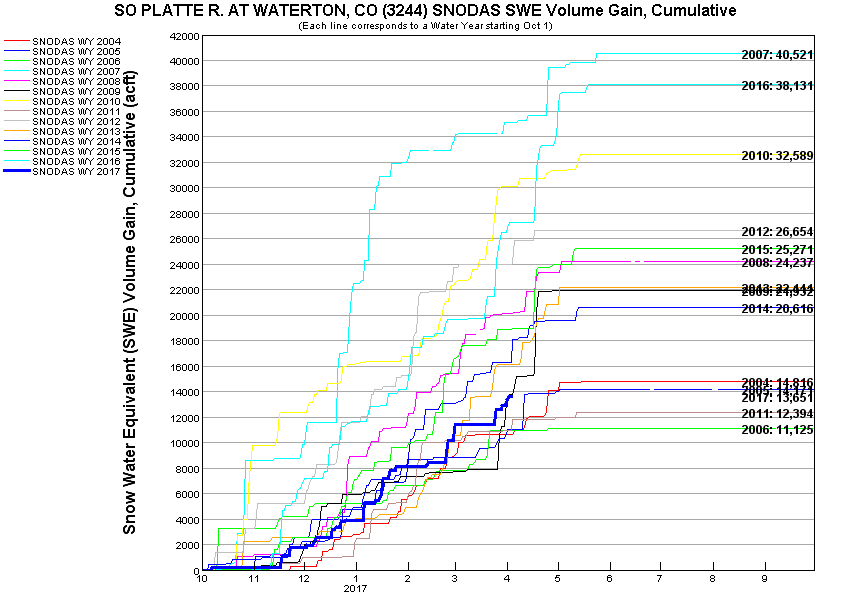 SO PLATTE R. AT WATERTON, CO (3244) SNODAS SWE Volume Gain, Cumulative
(Each line corresponds to a Water Year starting Oct 1)
SNODAS WY 2004
SNODAS WY 2005
SNODAS WY 2006
SNODAS WY 2007
SNODAS WY 2008
SNODAS WY 2009
SNODAS WY 2010
SNODAS WY 2011
SNODAS WY 2012
SNODAS WY 2013
SNODAS WY 2014
SNODAS WY 2015
SNODAS WY 2016
SNODAS WY 2017
Snow Water Equivalent (SWE) Volume Gain, Cumulative (acft)
42000
40000
38000
36000
34000
32000
30000
28000
26000
24000
22000
20000
18000
16000
14000
12000
10000
8000
6000
4000
2000
0
2007: 40,521
2016: 38,131
2010: 32,589
2012: 26,654
2015: 25,271
2008: 24,237
2014: 20,616
2004: 14,816
2017: 13,651
2011: 12,394
2006: 11,125
10 11 12 1 2 3 4 5 6 7 8 9
2017